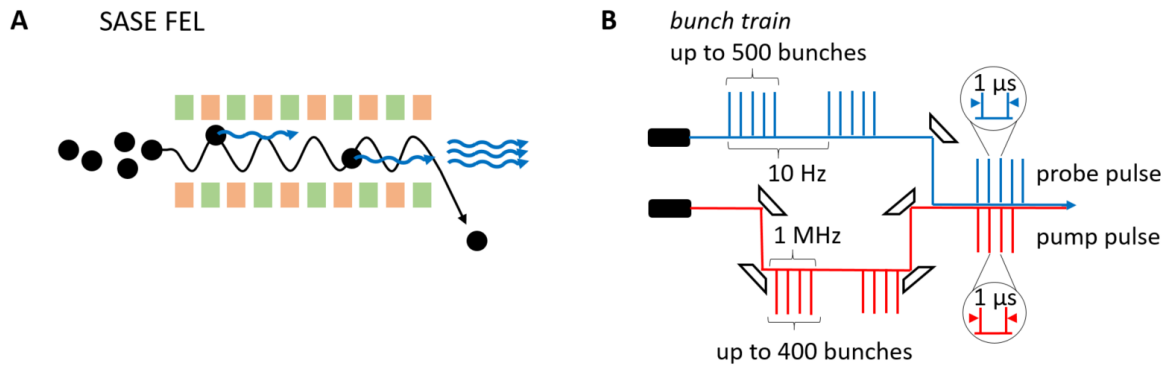 A
SASE FEL
B
bunch train
up to 500 bunches
1 µs
10 Hz
probe pulse
1 MHz
pump pulse
1 µs
up to 400 bunches